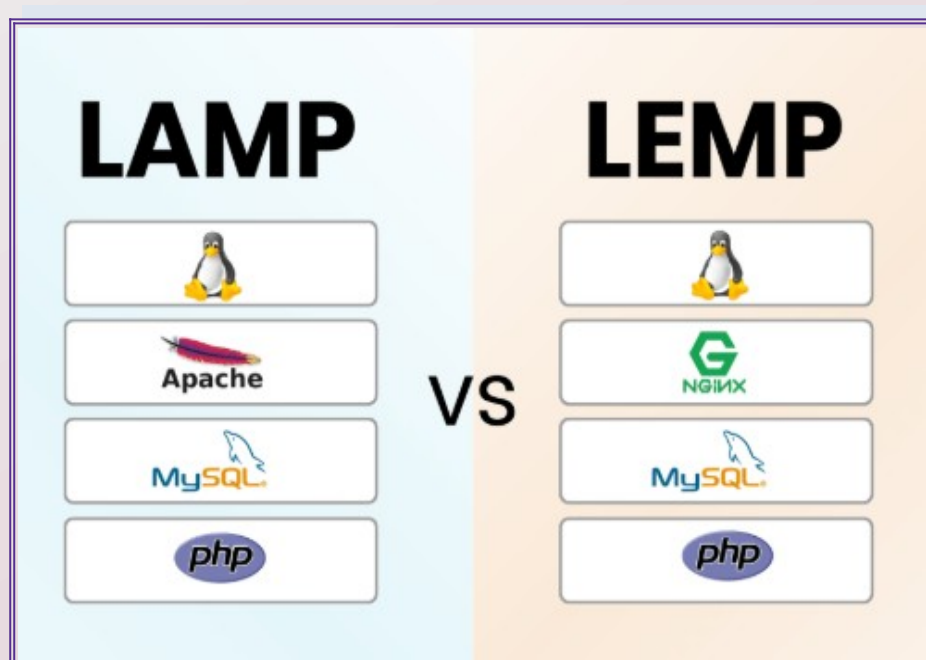 LAMP
Apache
MySQL
php
VS
LEMP
NGiNX
MySQL
php